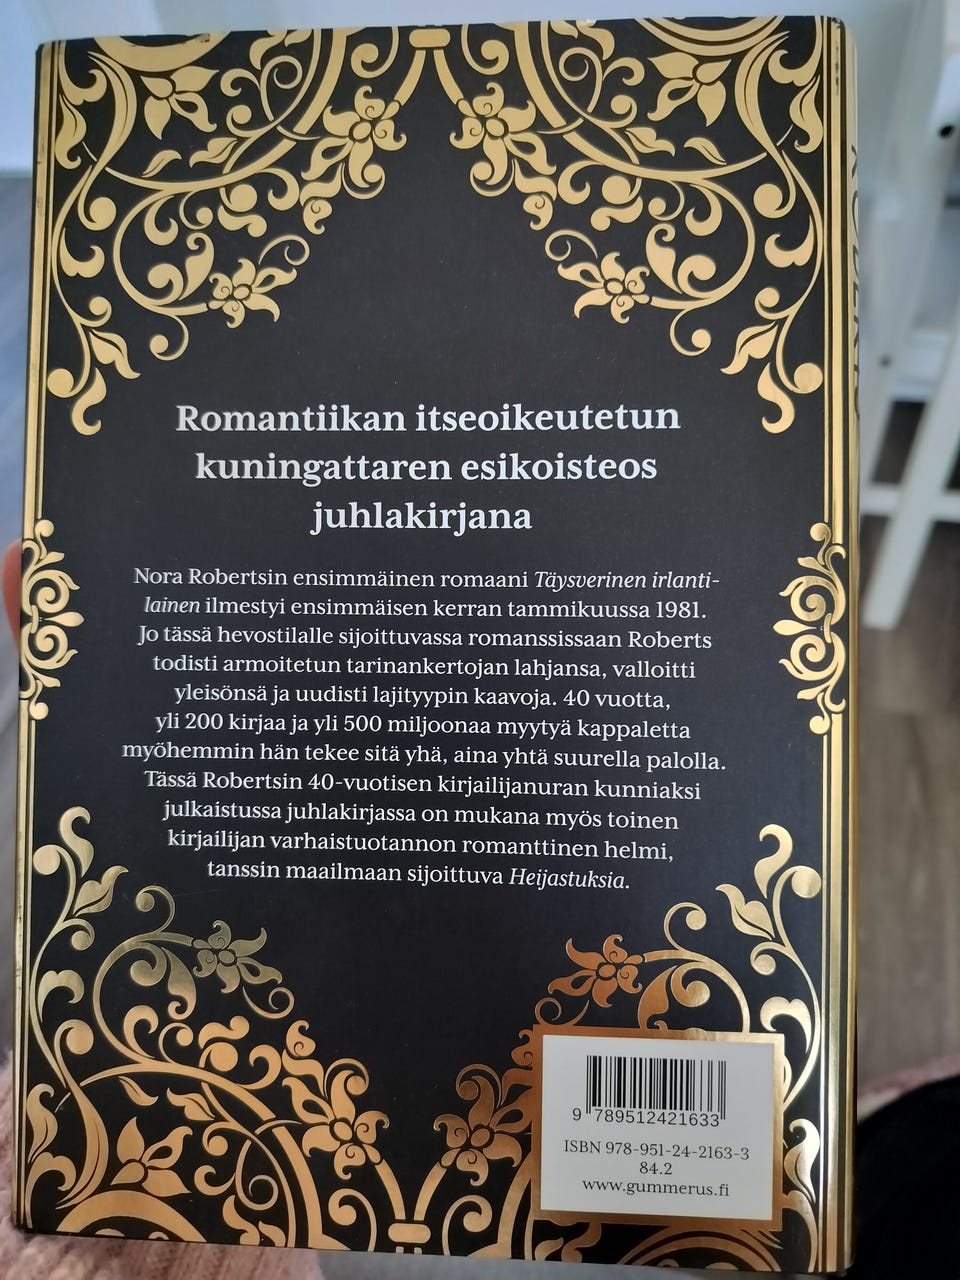 Romantiikan itseoikeutetun
kuningattaren esikoisteos
juhlakirjana
Nora Robertsin ensimmäinen romaani Täysverinen irlanti-
lainen ilmestyi ensimmäisen kerran tammikuussa 1981.
Jo tässä hevostilalle sijoittuvassa romanssissaan Roberts
todisti armoitetun tarinankertojan lahjansa, valloitti
yleisönsä ja uudisti lajityypin kaavoja. 40 vuotta,
yli 200 kirjaa ja yli 500 miljoonaa myytyä kappaletta
myöhemmin hän tekee sitä yhä, aina yhtä suurella palolla.
Tässä Robertsin 40-vuotisen kirjailijanuran kunniaksi
julkaistussa juhlakirjassa on mukana myös toinen
kirjailijan varhaistuotannon romanttinen helmi,
tanssin maailmaan sijoittuva Heijastuksia.
9 789512421633
ISBN 978-951-24-2163-3
84.2
www.gummerus.fi